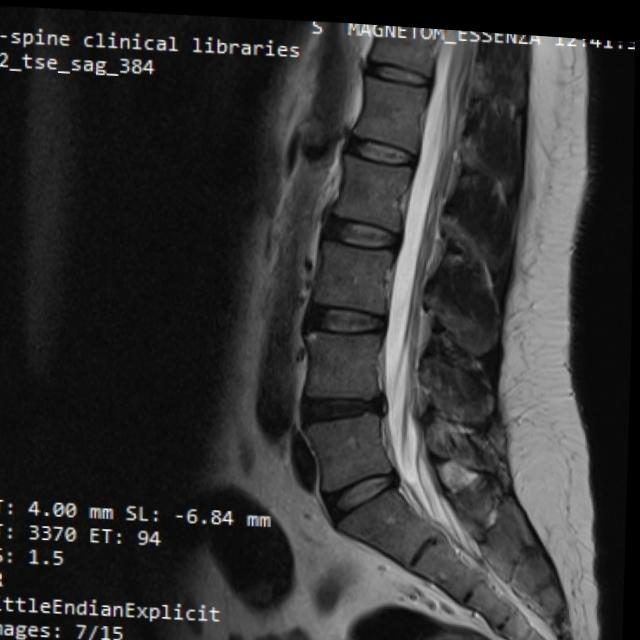 S MAGNETOM_ESSENZA 12:41:
-spine clinical libraries
2_tse_sag_384
T: 4.00 mm SL: -6.84 mm
T: 3370 ET: 94
S: 1.5
ittleEndianExplicit
mages: 7/15